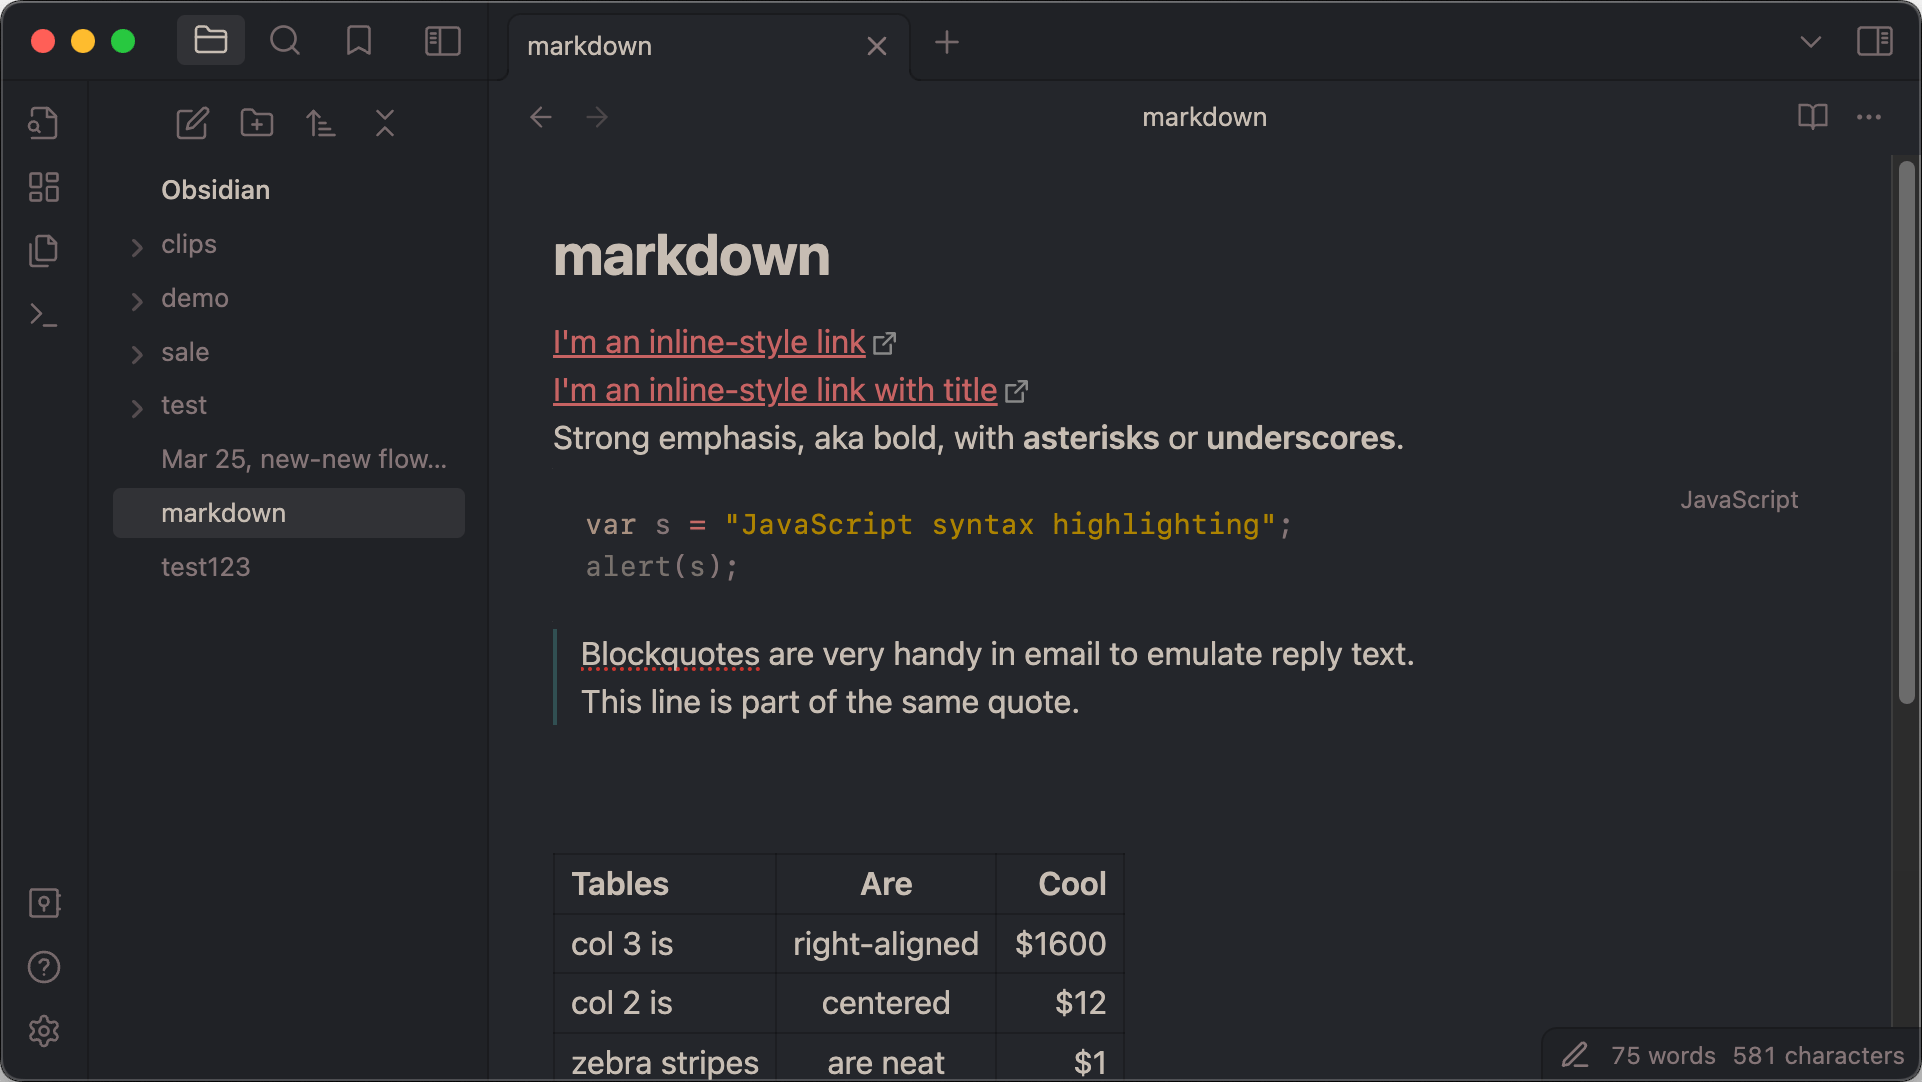 markdown
markdown
Obsidian
clips
demo
sale
test
Mar 25, new-new flow...
markdown
test123
markdown
I'm an inline-style link
I'm an inline-style link with title
Strong emphasis, aka bold, with asterisks or underscores.
JavaScript
var s = "JavaScript syntax highlighting";
alert(s);
Blockquotes are very handy in email to emulate reply text.
This line is part of the same quote.
Tables Are Cool
col 3 is right-aligned $1600
col 2 is centered $12
zebra stripes are neat $1
75 words 581 characters